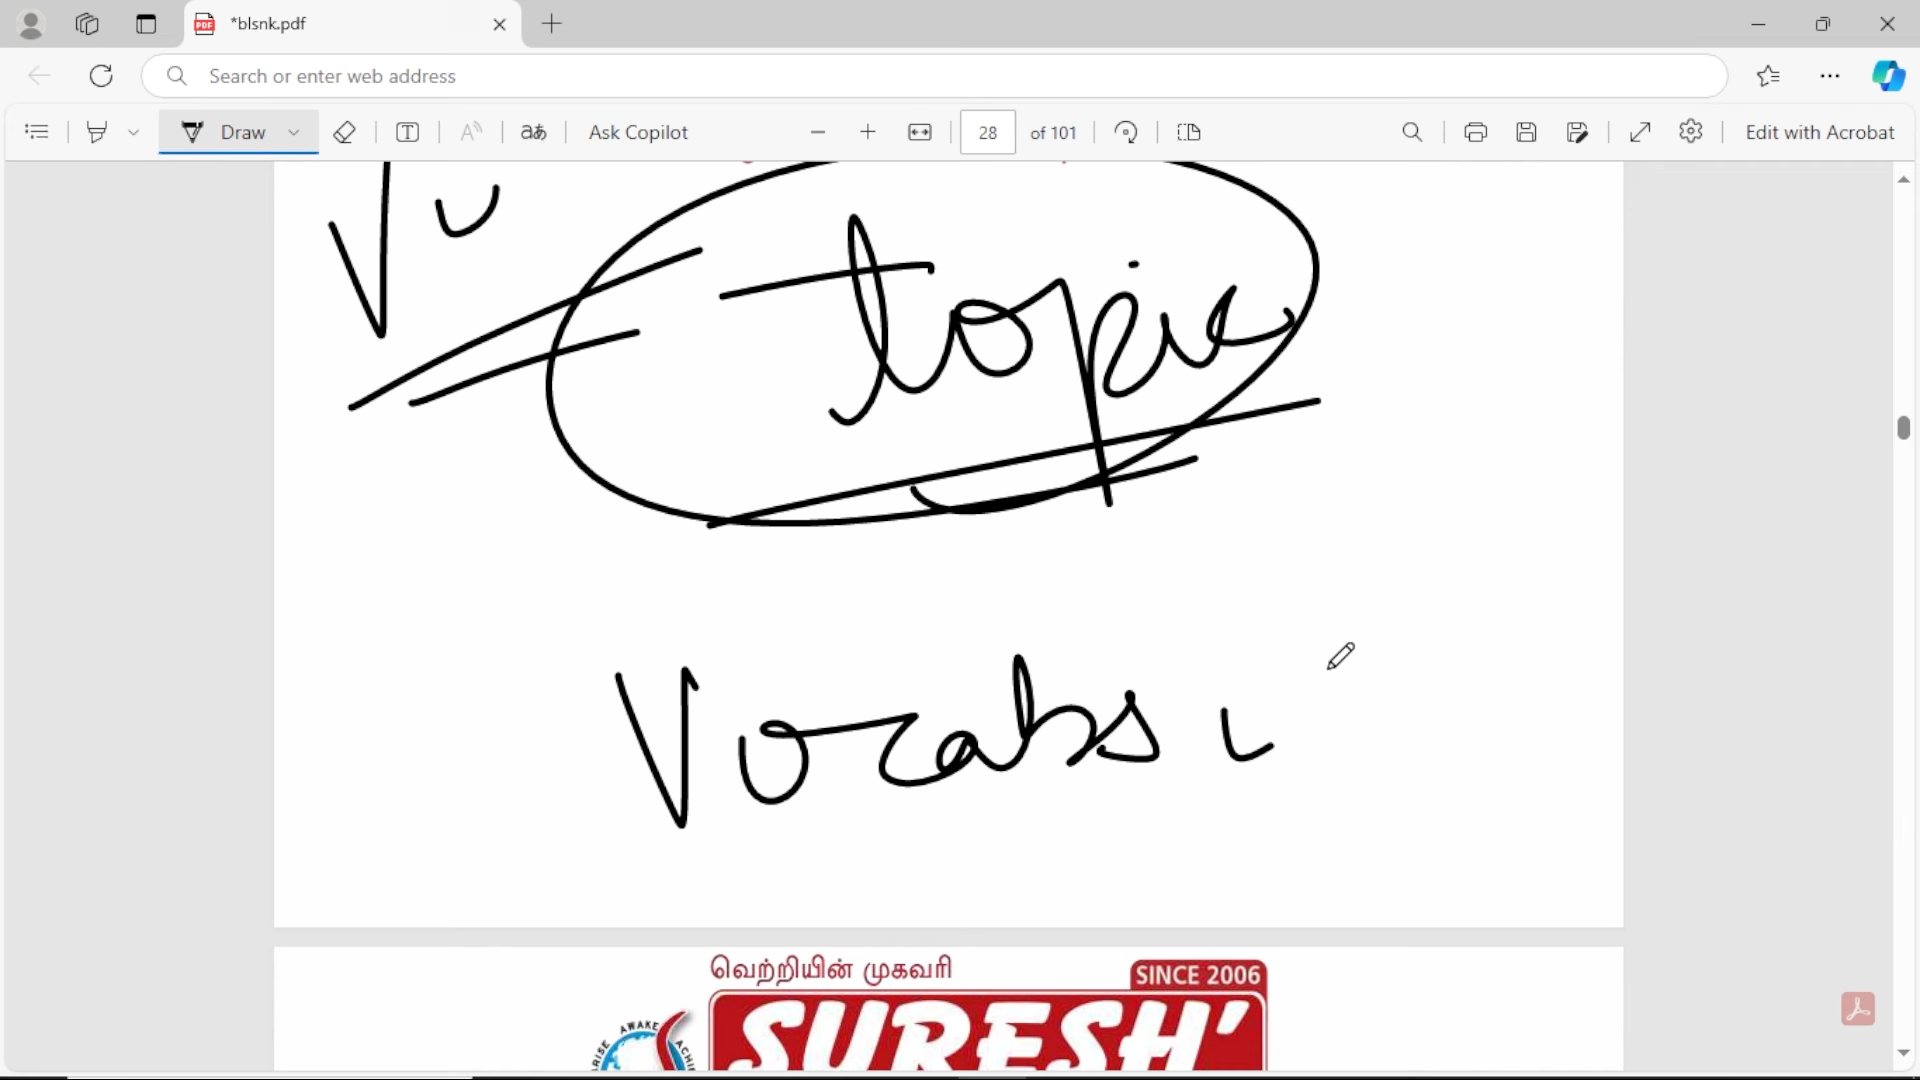 *blsnk.pdf
Search or enter web address
Draw
Ask Copilot
28 of 101
Edit with Acrobat
topic
Vocabs
வெற்றியின் முகவரி
SINCE 2006
AWAKE
SURESH'